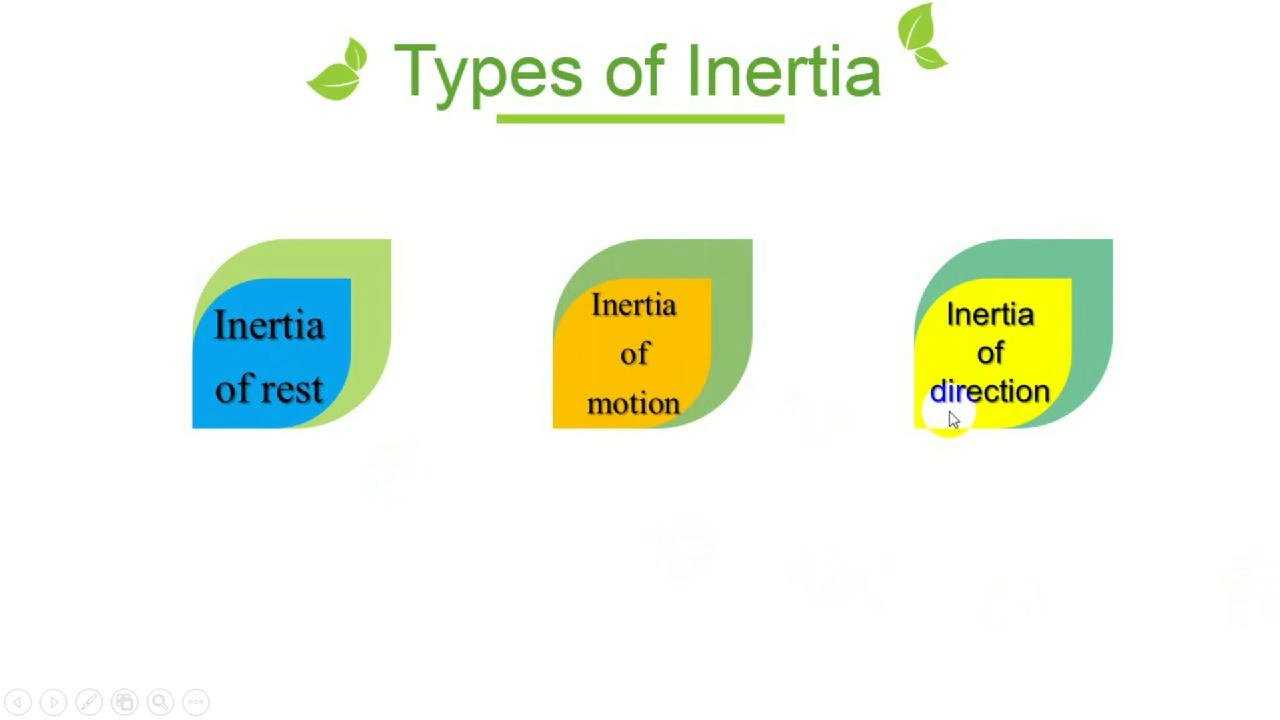 Types of Inertia
Inertia
of rest
Inertia
of
motion
Inertia
of
direction